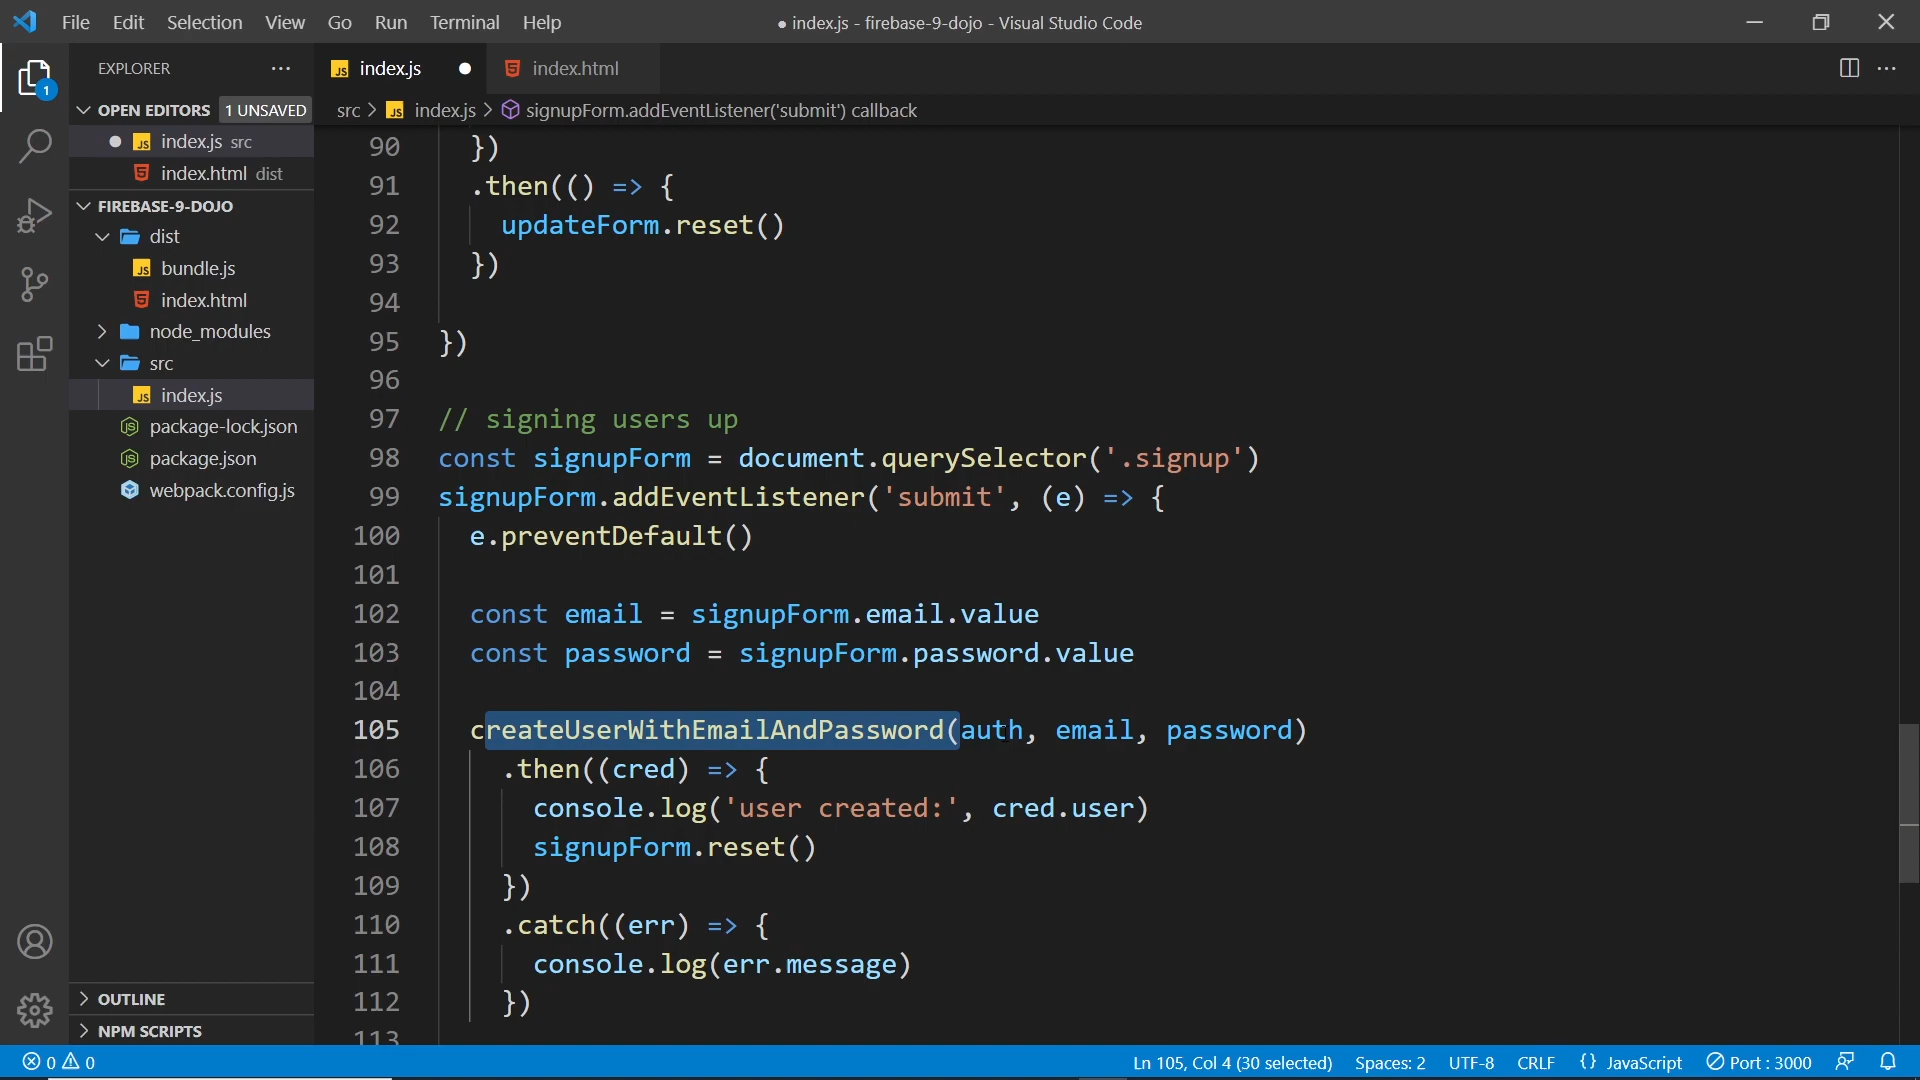 File Edit Selection View Go Run Terminal Help
● index.js - firebase-9-dojo - Visual Studio Code
EXPLORER
OPEN EDITORS 1 UNSAVED
JS index.js src
index.html dist
FIREBASE-9-DOJO
dist
JS bundle.js
index.html
node_modules
src
JS index.js
package-lock.json
package.json
webpack.config.js
OUTLINE
NPM SCRIPTS
1
JS index.js
index.html
src > JS index.js > signupForm.addEventListener('submit') callback
90 })
91 .then(() => {
92 updateForm.reset()
93 })
94
95 })
96
97 // signing users up
98 const signupForm = document.querySelector('.signup')
99 signupForm.addEventListener('submit', (e) => {
100 e.preventDefault()
101
102 const email = signupForm.email.value
103 const password = signupForm.password.value
104
105 createUserWithEmailAndPassword(auth, email, password)
106 .then((cred) => {
107 console.log('user created:', cred.user)
108 signupForm.reset()
109 })
110 .catch((err) => {
111 console.log(err.message)
112 })
113
0 0
Ln 105, Col 4 (30 selected) Spaces: 2 UTF-8 CRLF {} JavaScript Port : 3000